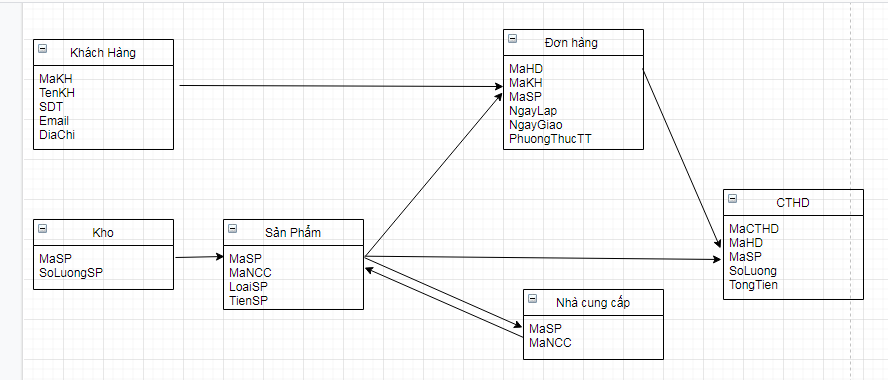 Khách Hàng
MaKH
TenKH
SDT
Email
DiaChi
Đơn hàng
MaHD
MaKH
MaSP
NgayLap
NgayGiao
PhuongThucTT
Kho
MaSP
SoLuongSP
Sản Phẩm
MaSP
MaNCC
LoaiSP
TienSP
CTHD
MaCTHD
MaHD
MaSP
SoLuong
TongTien
Nhà cung cấp
MaSP
MaNCC